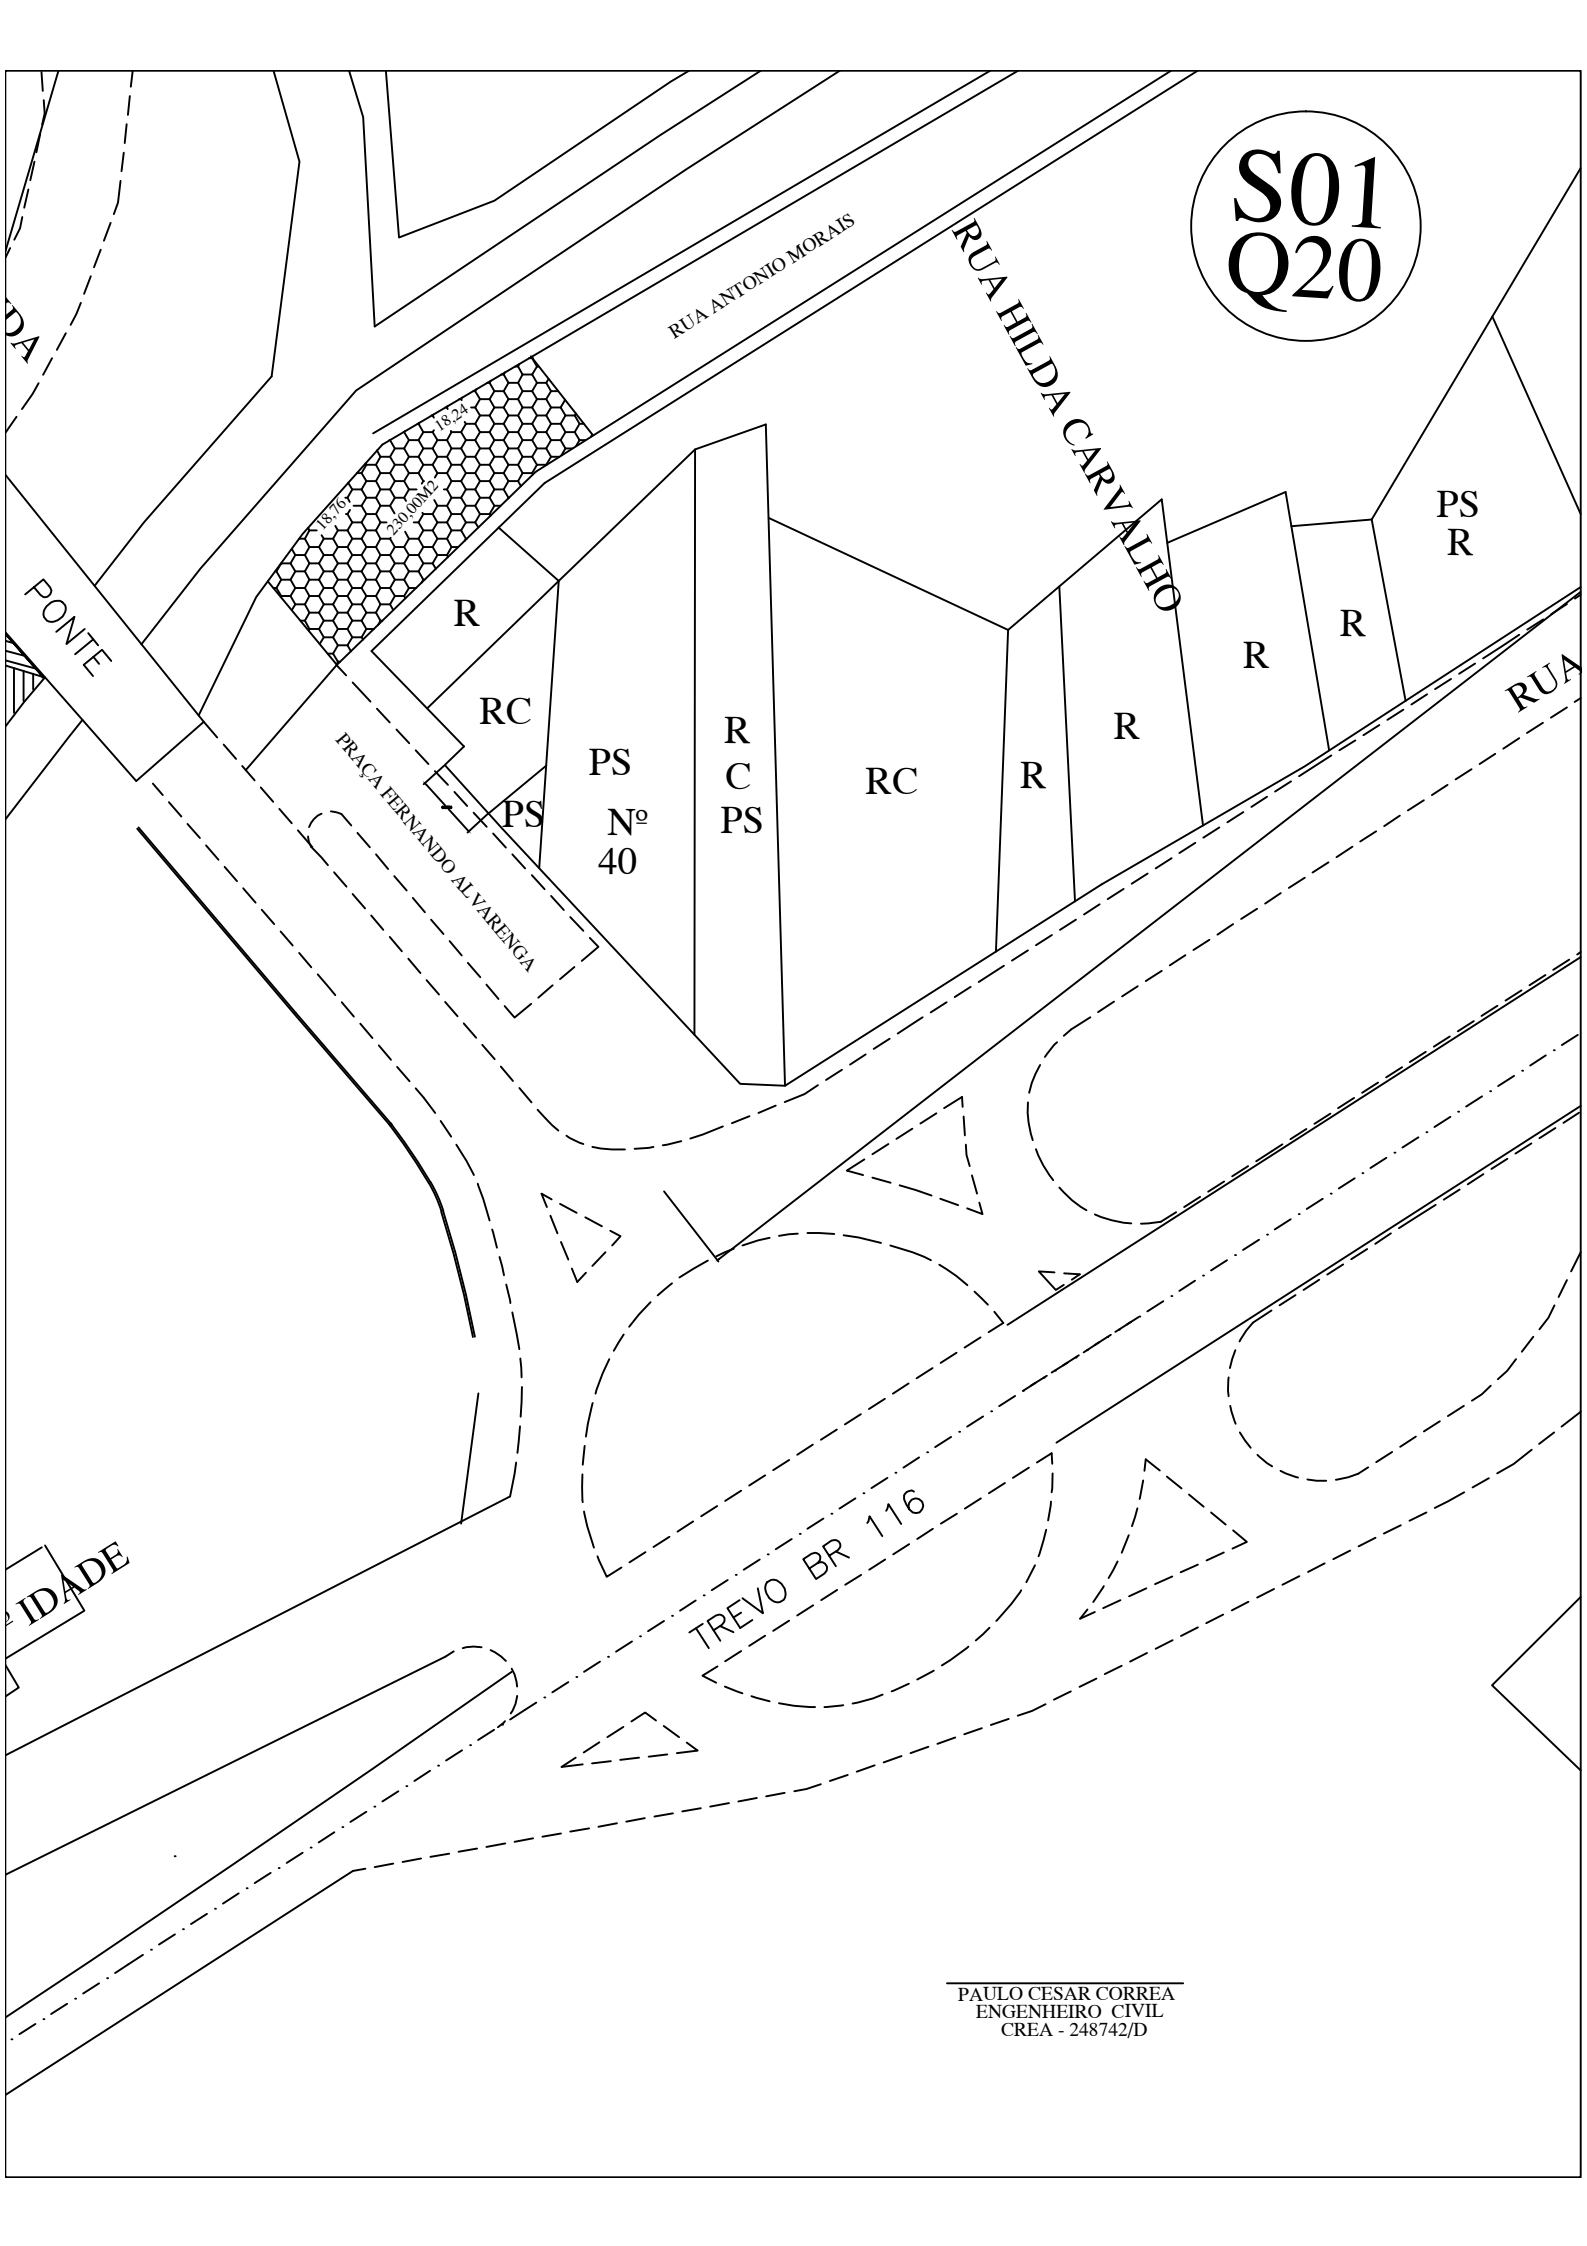 S01
Q20
RUA ANTONIO MORAIS
RUA HILDA CARVALHO
DA
18,24
18,76
230,00M2
PONTE
PS
R
R
R
R
R
RC
R
RC
PS
PS
Nº
40
R
C
PS
RUA
PRAÇA FERNANDO ALVARENGA
TREVO BR 116
º IDADE
PAULO CESAR CORREA
ENGENHEIRO CIVIL
CREA - 248742/D